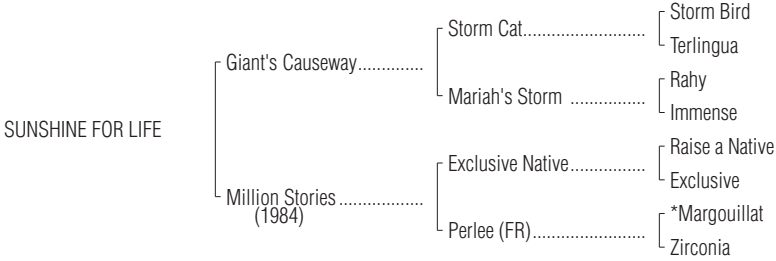 Storm Bird
Storm Cat..........................
Terlingua
Giant's Causeway..............
Rahy
Mariah's Storm ................
Immense
SUNSHINE FOR LIFE
Raise a Native
Exclusive Native................
Exclusive
Million Stories ..................
(1984)
*Margouillat
Perlee (FR)........................
Zirconia